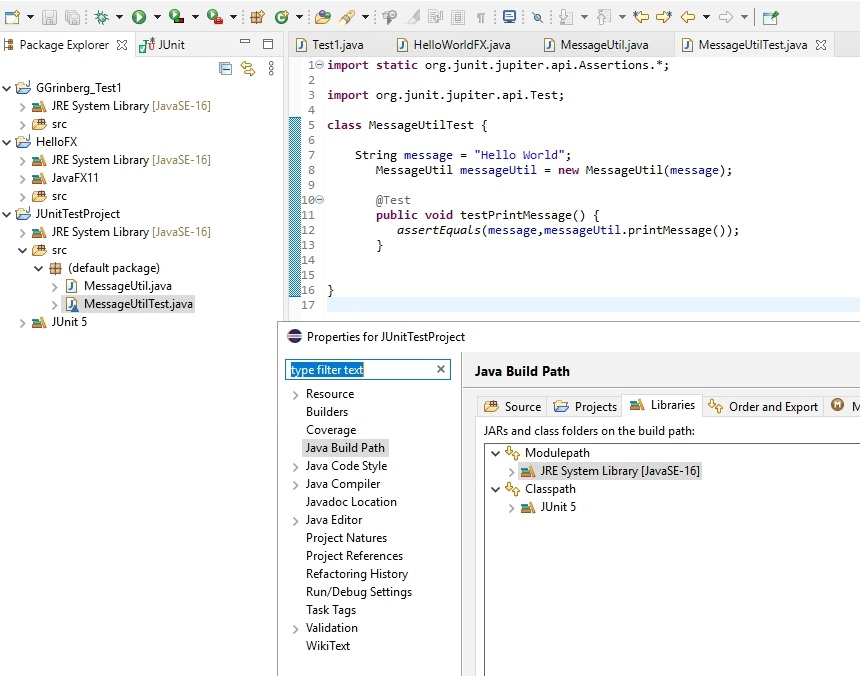 Package Explorer
JUnit
GGrinberg_Test1
JRE System Library [JavaSE-16]
src
HelloFX
JRE System Library [JavaSE-16]
JavaFX11
src
JUnitTestProject
JRE System Library [JavaSE-16]
src
(default package)
MessageUtil.java
MessageUtilTest.java
JUnit 5
Test1.java
HelloWorldFX.java
MessageUtil.java
MessageUtilTest.java
1 import static org.junit.jupiter.api.Assertions.*;
2
3 import org.junit.jupiter.api.Test;
4
5 class MessageUtilTest {
6
7 String message = "Hello World";
8 MessageUtil messageUtil = new MessageUtil(message);
9
10 @Test
11 public void testPrintMessage() {
12 assertEquals(message,messageUtil.printMessage());
13 }
14
15
16 }
17
Properties for JUnitTestProject
type filter text
Resource
Builders
Coverage
Java Build Path
Java Code Style
Java Compiler
Javadoc Location
Java Editor
Project Natures
Project References
Refactoring History
Run/Debug Settings
Task Tags
Validation
WikiText
Java Build Path
Source
Projects
Libraries
Order and Export
M
JARs and class folders on the build path:
Modulepath
JRE System Library [JavaSE-16]
Classpath
JUnit 5